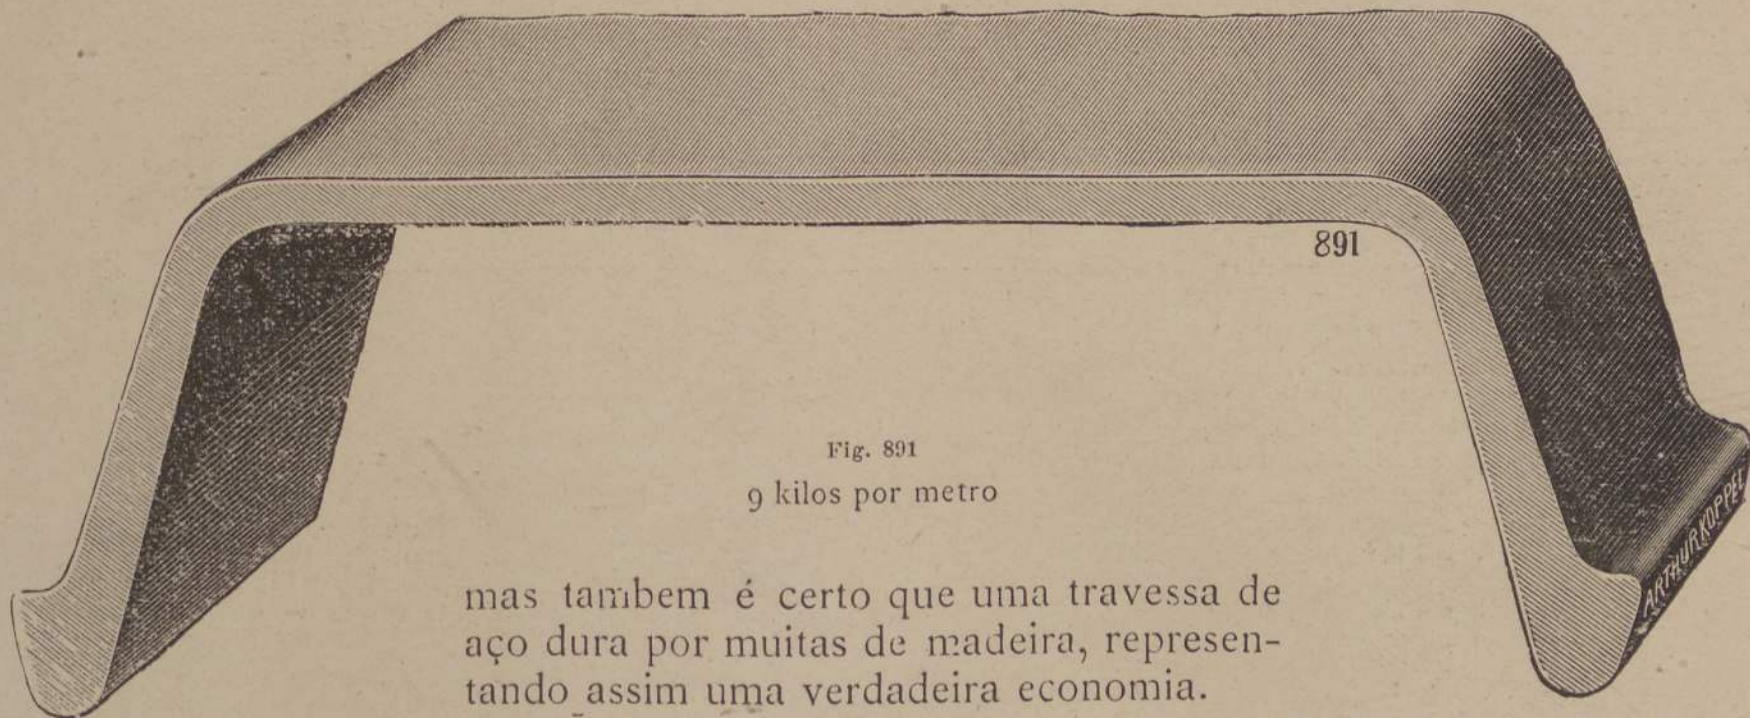 891
ARTHUR KOPPEL
Fig. 891
9 kilos por metro
mas tambem é certo que uma travessa de
aço dura por muitas de madeira, represen-
tando assim uma verdadeira economia.